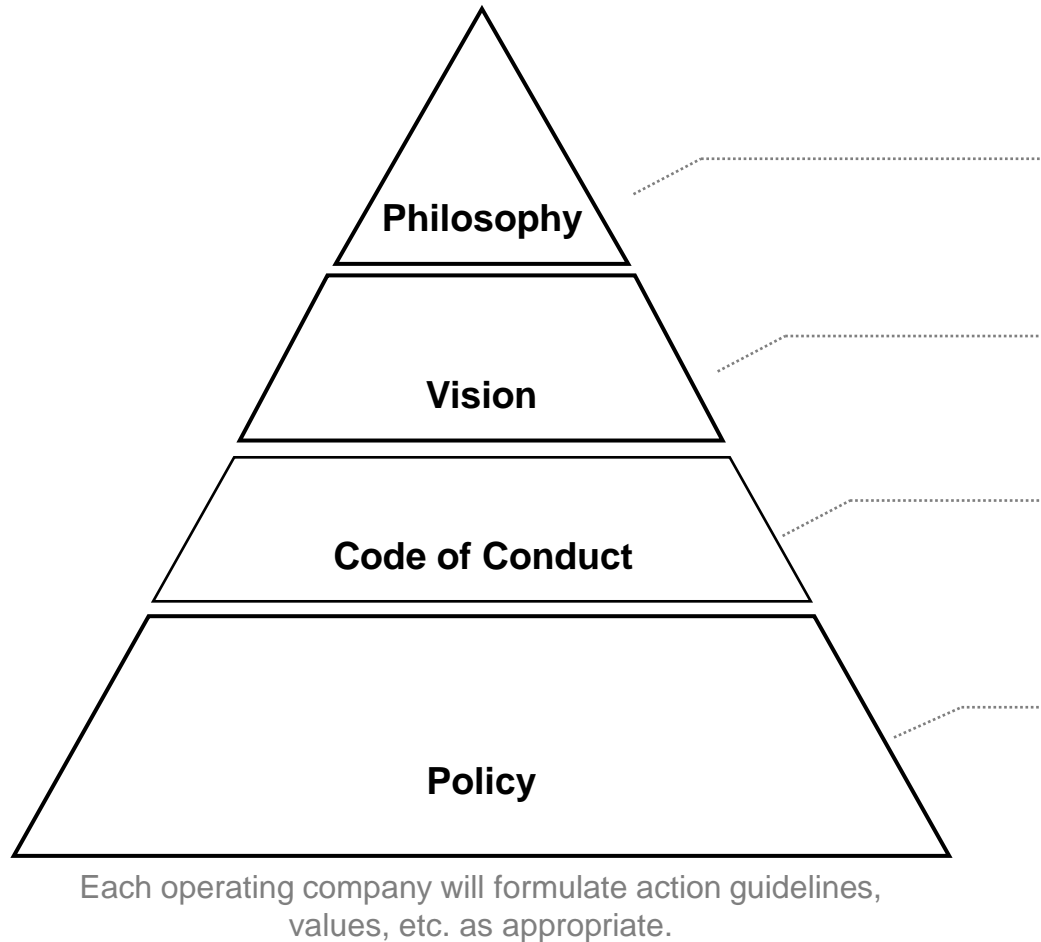 Philosophy
Vision
Code of Conduct
Policy
Each operating company will formulate action guidelines,
values, etc. as appropriate.